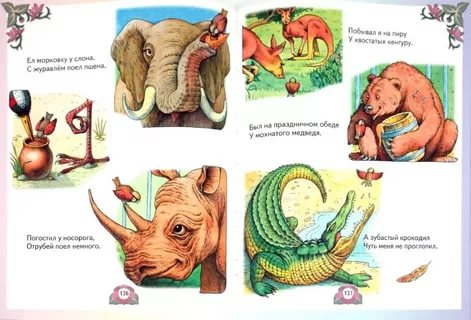 Ел морковку у слона.
С журавлём поел пшена.
Погостил у носорога,
Отрубей поел немного.
136
Побывал я на пиру
У хвостатых кенгуру.
Был на праздничном обеде
У мохнатого медведя.
А зубастый крокодил
Чуть меня не проглотил.
137